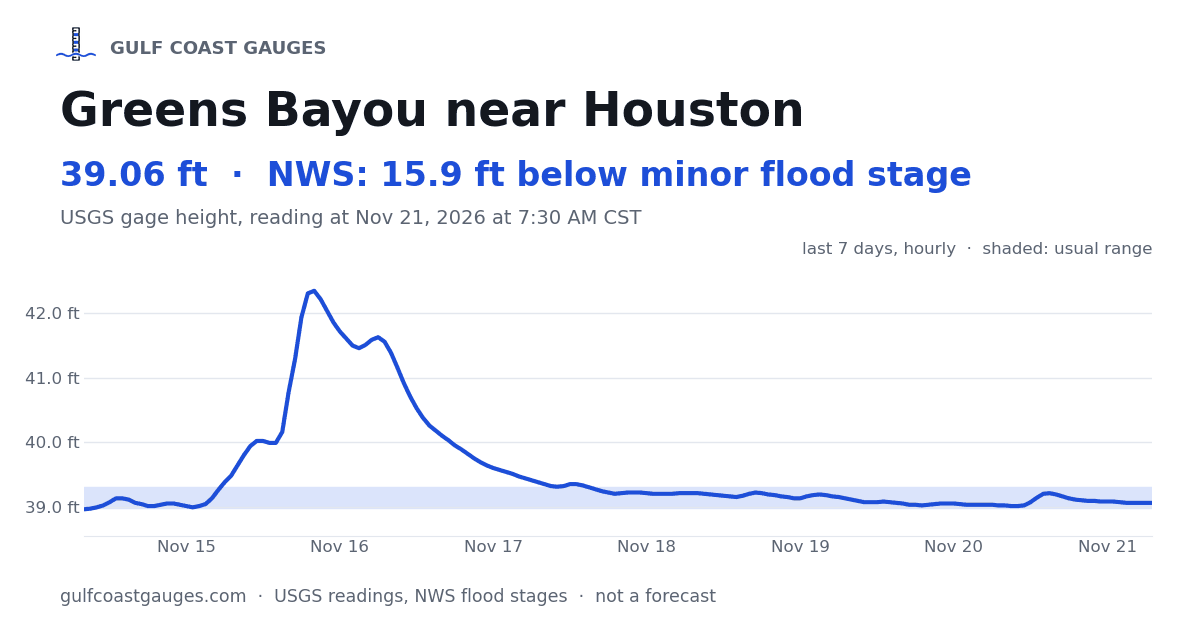 GULF COAST GAUGES
Greens Bayou near Houston
39.06 ft · NWS: 15.9 ft below minor flood stage
USGS gage height, reading at Nov 21, 2026 at 7:30 AM CST
last 7 days, hourly · shaded: usual range
42.0 ft
41.0 ft
40.0 ft
39.0 ft
Nov 15 Nov 16 Nov 17 Nov 18 Nov 19 Nov 20 Nov 21
gulfcoastgauges.com · USGS readings, NWS flood stages · not a forecast